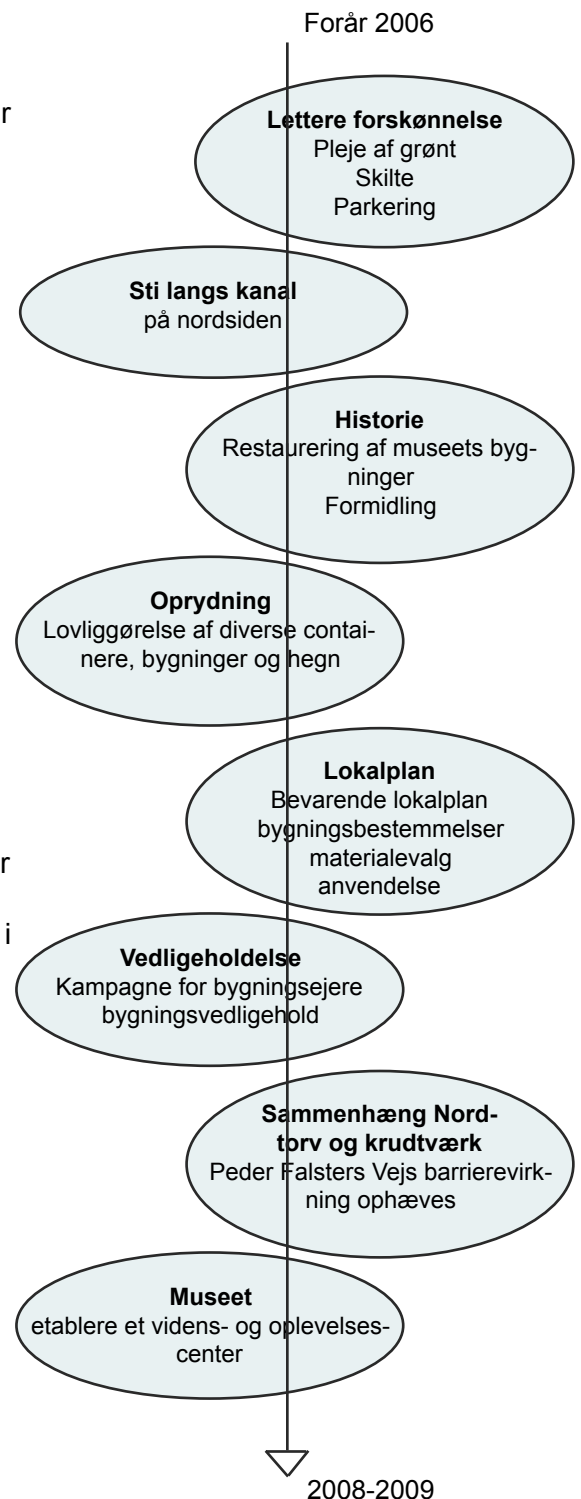 Forår 2006
r
Lettere forskønnelse
Pleje af grønt
Skilte
Parkering
Sti langs kanal
på nordsiden
Historie
Restaurering af museets byg-
ninger
Formidling
Oprydning
Lovliggørelse af diverse contai-
nere, bygninger og hegn
Lokalplan
Bevarende lokalplan
bygningsbestemmelser
materialevalg
anvendelse
r
i
Vedligeholdelse
Kampagne for bygningsejere
bygningsvedligehold
Sammenhæng Nord-
torv og krudtværk
Peder Falsters Vejs barrierevirk-
ning ophæves
Museet
etablere et videns- og oplevelses-
center
2008-2009